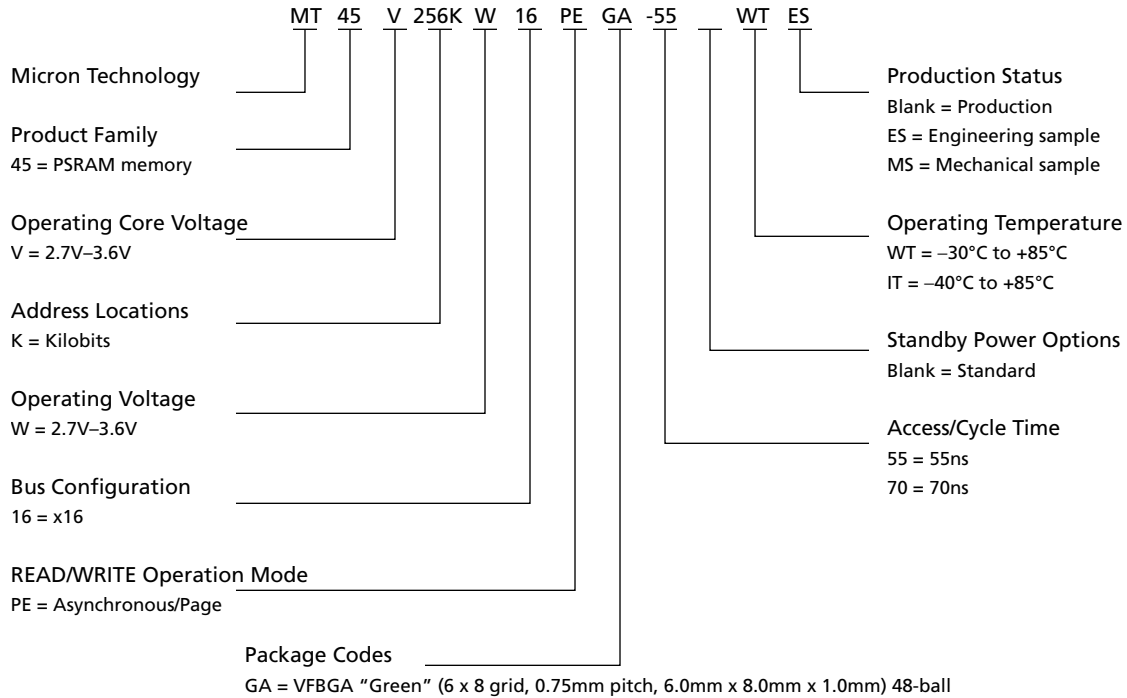 MT 45 V 256K W 16 PE GA -55 WT ES
Micron Technology
Product Family
45 = PSRAM memory
Operating Core Voltage
V = 2.7V–3.6V
Address Locations
K = Kilobits
Operating Voltage
W = 2.7V–3.6V
Bus Configuration
16 = x16
READ/WRITE Operation Mode
PE = Asynchronous/Page
Package Codes
GA = VFBGA “Green” (6 x 8 grid, 0.75mm pitch, 6.0mm x 8.0mm x 1.0mm) 48-ball
Production Status
Blank = Production
ES = Engineering sample
MS = Mechanical sample
Operating Temperature
WT = –30°C to +85°C
IT = –40°C to +85°C
Standby Power Options
Blank = Standard
Access/Cycle Time
55 = 55ns
70 = 70ns